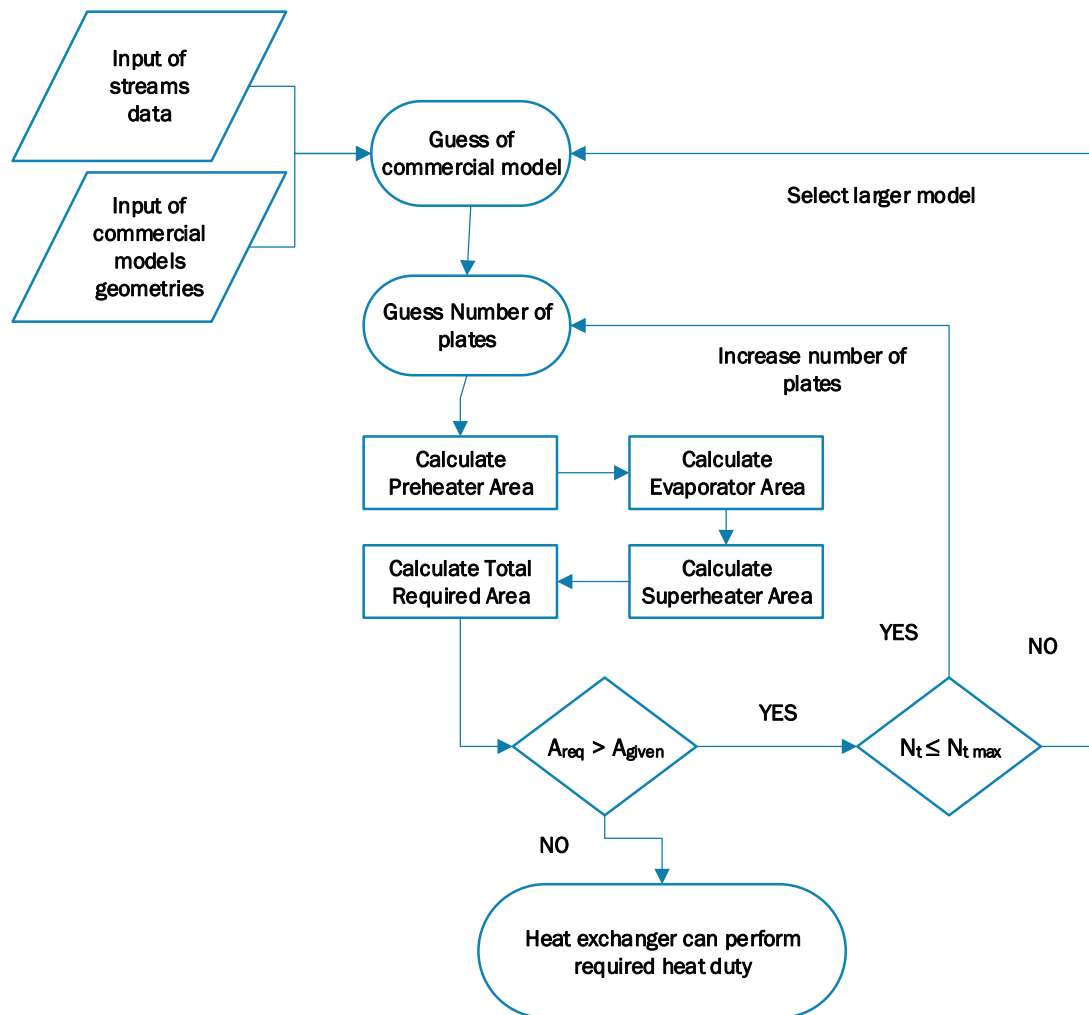 Input of
streams
data
Guess of
commercial model
Select larger model
Input of
commercial
models
geometries
Guess Number of
plates
Increase number of
plates
Calculate
Preheater Area
Calculate
Evaporator Area
Calculate Total
Required Area
Calculate
Superheater Area
YES
NO
YES
Areq > Agiven
Nt ≤ Nt max
NO
Heat exchanger can perform
required heat duty